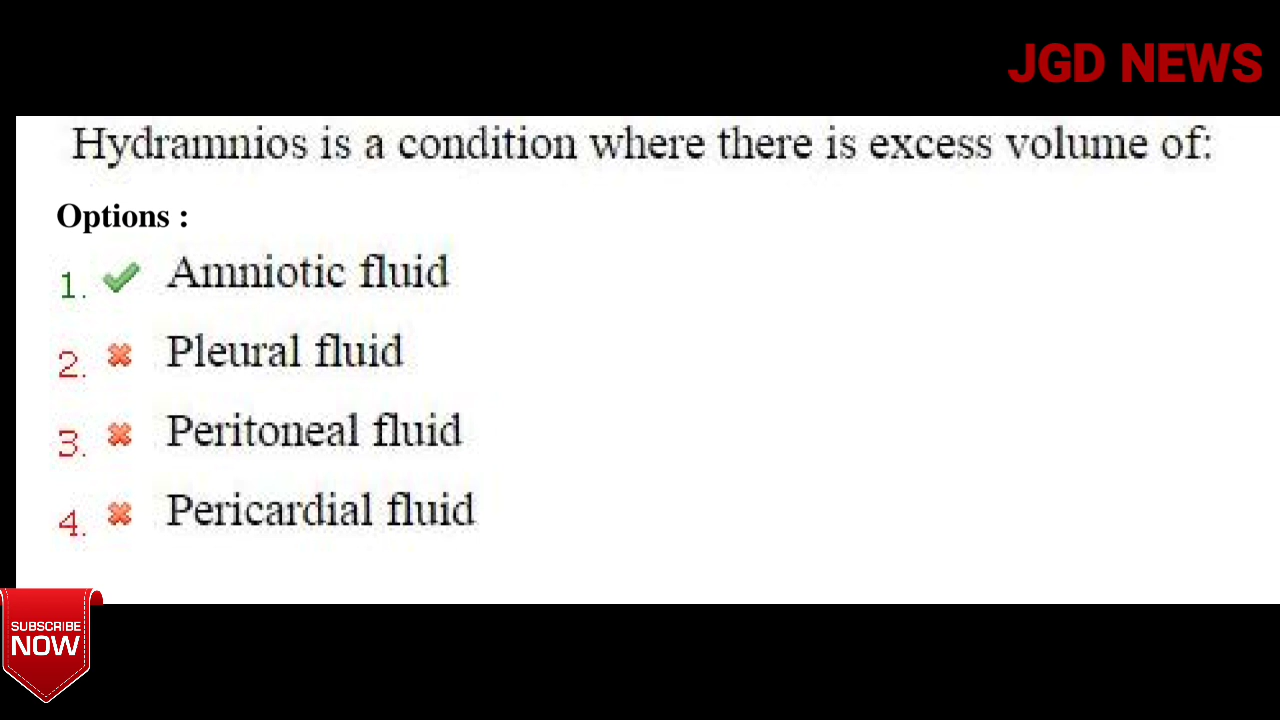 JGD NEWS
Hydramnios is a condition where there is excess volume of:
Options :
1. Amniotic fluid
2. Pleural fluid
3. Peritoneal fluid
4. Pericardial fluid
SUBSCRIBE
NOW